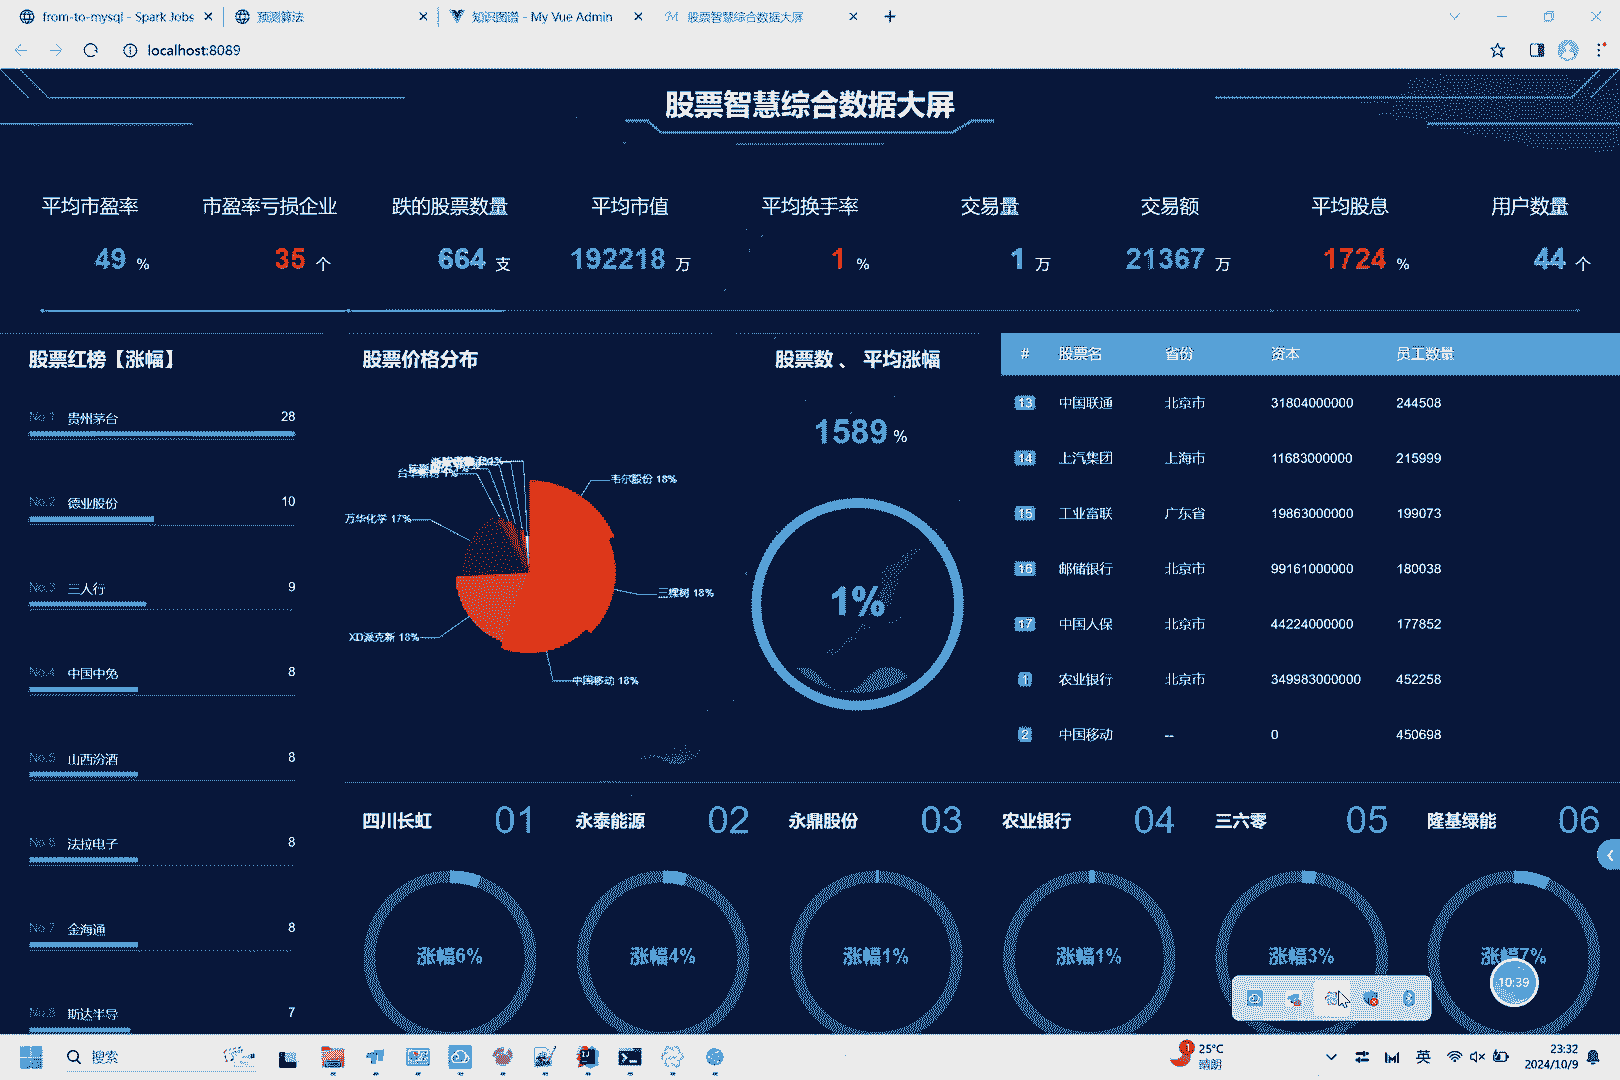 from-to-mysql - Spark Jobs
预测算法
知识图谱 - My Vue Admin
股票智慧综合数据大屏
localhost:8089
股票智慧综合数据大屏
平均市盈率 市盈率亏损企业 跌的股票数量 平均市值 平均换手率 交易量 交易额 平均股息 用户数量
49 % 35 个 664 支 192218 万 1 % 1 万 21367 万 1724 % 44 个
股票红榜【涨幅】
No.1 贵州茅台 28
No.2 德业股份 10
No.3 三人行 9
No.4 中国中免 8
No.5 山西汾酒 8
No.6 法拉电子 8
No.7 金海通 8
No.8 斯达半导 7
股票价格分布
韦尔股份 18%
三棵树 18%
中国移动 18%
XD派克新 18%
万华化学 17%
股票数 、 平均涨幅
1589 %
1%
# 股票名 省份 资本 员工数量
13 中国联通 北京市 31804000000 244508
14 上汽集团 上海市 11683000000 215999
15 工业富联 广东省 19863000000 199073
16 邮储银行 北京市 99161000000 180038
17 中国人保 北京市 44224000000 177852
1 农业银行 北京市 349983000000 452258
2 中国移动 -- 0 450698
四川长虹 01 永泰能源 02 永鼎股份 03 农业银行 04 三六零 05 隆基绿能 06
涨幅6% 涨幅4% 涨幅1% 涨幅1% 涨幅3% 涨幅7%
10:39
搜索
1
25°C
晴朗
英
23:32
2024/10/9